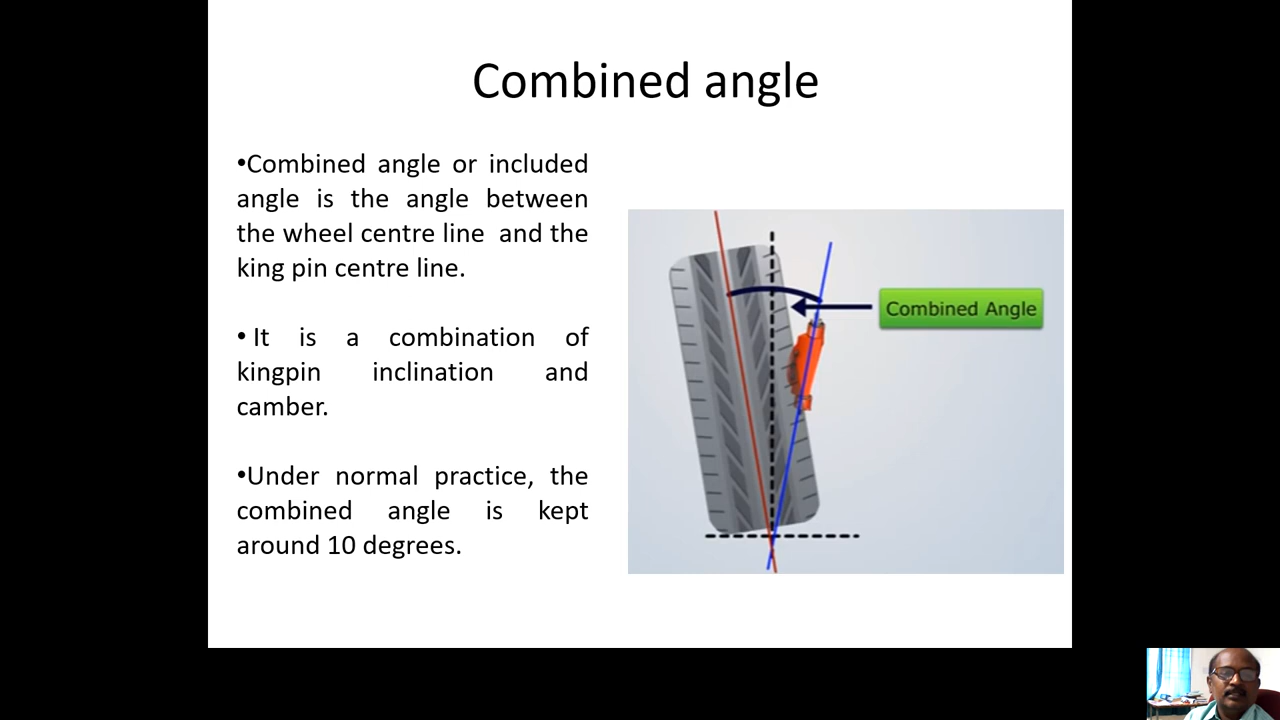 Combined angle
•Combined angle or included
angle is the angle between
the wheel centre line and the
king pin centre line.
• It is a combination of
kingpin inclination and
camber.
•Under normal practice, the
combined angle is kept
around 10 degrees.
Combined Angle